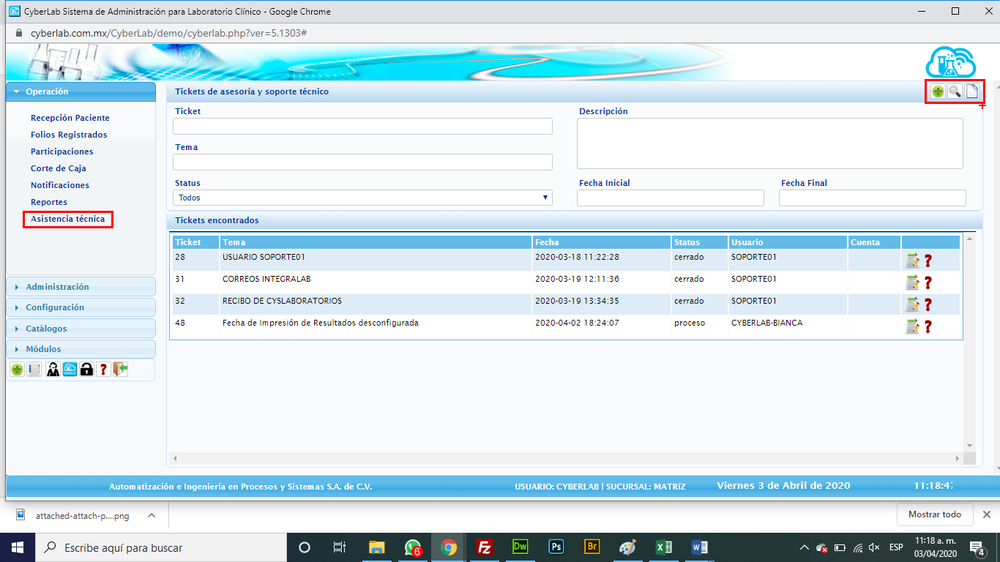 CyberLab Sistema de Administración para Laboratorio Clínico - Google Chrome
cyberlab.com.mx/CyberLab/demo/cyberlab.php?ver=5.1303#
Operación
Recepción Paciente
Folios Registrados
Participaciones
Corte de Caja
Notificaciones
Reportes
Asistencia técnica
Administración
Configuración
Catálogos
Módulos
Tickets de asesoría y soporte técnico
Ticket
Descripción
Tema
Status
Fecha Inicial
Fecha Final
Todos
Tickets encontrados
Ticket Tema Fecha Status Usuario Cuenta
28 USUARIO SOPORTE01 2020-03-18 11:22:28 cerrado SOPORTE01
31 CORREOS INTEGRALAB 2020-03-19 12:11:36 cerrado SOPORTE01
32 RECIBO DE CYSLABORATORIOS 2020-03-19 13:34:35 cerrado SOPORTE01
48 Fecha de Impresión de Resultados desconfigurada 2020-04-02 18:24:07 proceso CYBERLAB-BIANCA
Automatización e Ingeniería en Procesos y Sistemas S.A. de C.V. USUARIO: CYBERLAB | SUCURSAL: MATRíZ Viernes 3 de Abril de 2020 11:18:47
attached-attach-p....png
Mostrar todo
Escribe aquí para buscar
6
Fz
Dw
Ps
Br
ESP
11:18 a. m.
03/04/2020
4